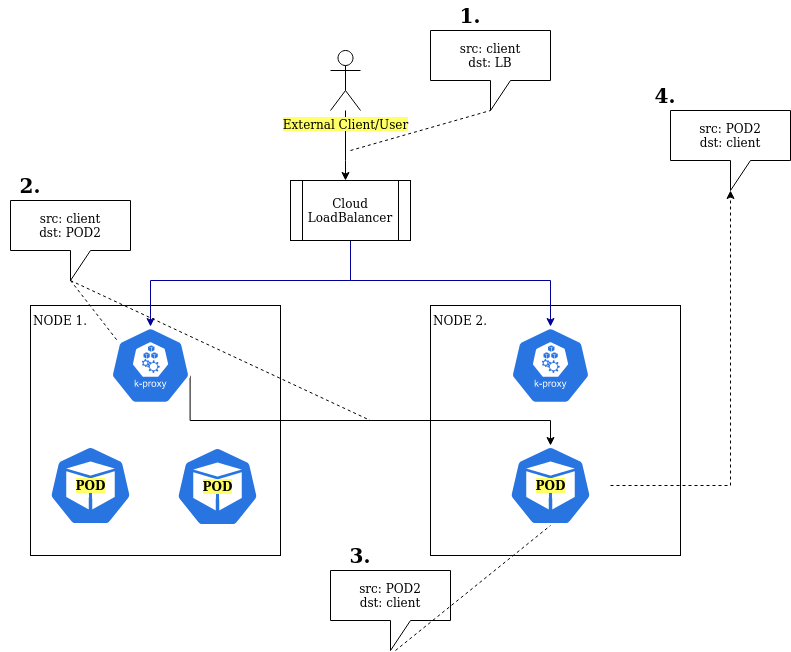 1.
src: client
dst: LB
4.
src: POD2
dst: client
External Client/User
2.
src: client
dst: POD2
Cloud
LoadBalancer
NODE 1.
k-proxy
NODE 2.
k-proxy
POD
POD
POD
3.
src: POD2
dst: client